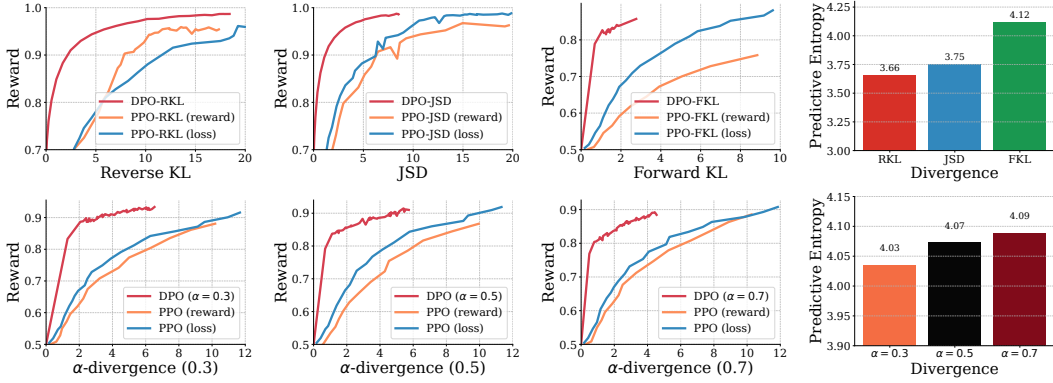 Reward
1.0
0.9
0.8
0.7
0
5
10
15
20
Reverse KL
DPO-RKL
PPO-RKL (reward)
PPO-RKL (loss)
Reward
1.0
0.9
0.8
0.7
0
5
10
15
20
JSD
DPO-JSD
PPO-JSD (reward)
PPO-JSD (loss)
Reward
0.9
0.8
0.7
0.6
0.5
0
2
4
6
8
10
Forward KL
DPO-FKL
PPO-FKL (reward)
PPO-FKL (loss)
Predictive Entropy
4.25
4.00
3.75
3.50
3.25
3.00
3.66
3.75
4.12
RKL
JSD
FKL
Divergence
Reward
0.9
0.8
0.7
0.6
0.5
0
2
4
6
8
10
12
α-divergence (0.3)
DPO (α = 0.3)
PPO (reward)
PPO (loss)
Reward
0.9
0.8
0.7
0.6
0.5
0
2
4
6
8
10
12
α-divergence (0.5)
DPO (α = 0.5)
PPO (reward)
PPO (loss)
Reward
0.9
0.8
0.7
0.6
0.5
0
2
4
6
8
10
12
α-divergence (0.7)
DPO (α = 0.7)
PPO (reward)
PPO (loss)
Predictive Entropy
4.15
4.10
4.05
4.00
3.95
3.90
4.03
4.07
4.09
α = 0.3
α = 0.5
α = 0.7
Divergence